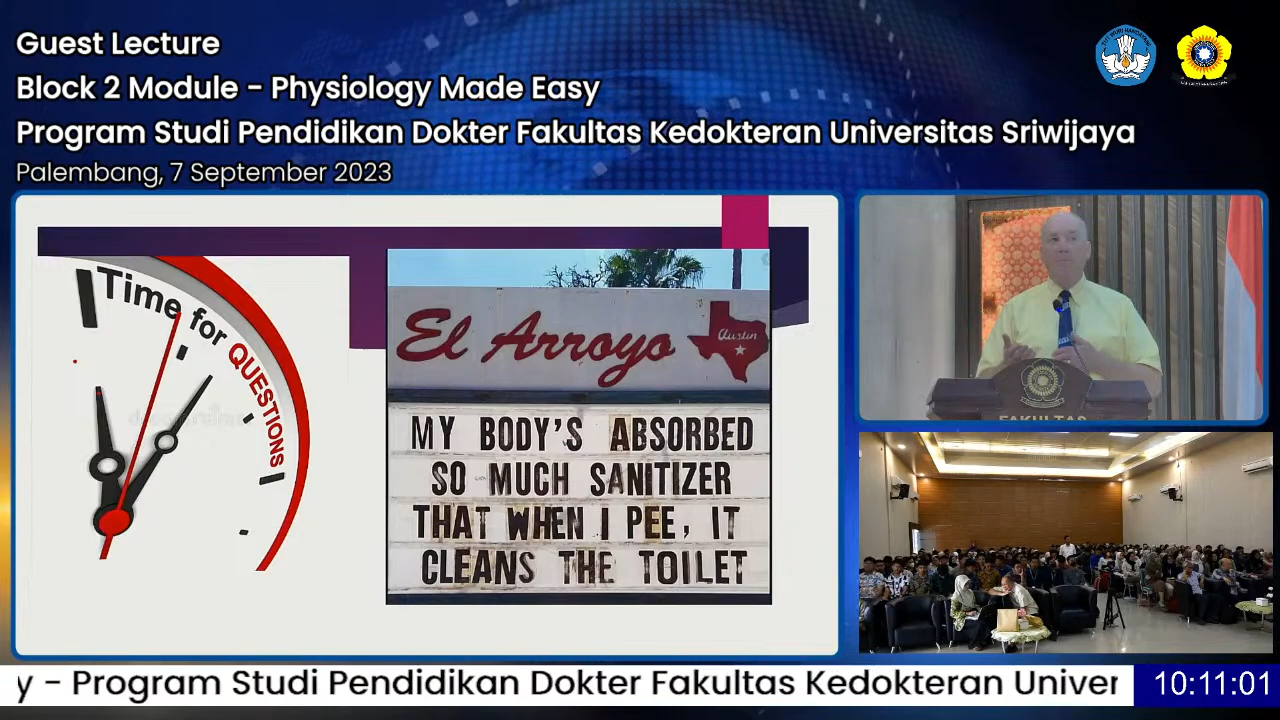 Guest Lecture
Block 2 Module - Physiology Made Easy
Program Studi Pendidikan Dokter Fakultas Kedokteran Universitas Sriwijaya
Palembang, 7 September 2023
Time for QUESTIONS
El Arroyo
Austin
MY BODY'S ABSORBED
SO MUCH SANITIZER
THAT WHEN I PEE, IT
CLEANS THE TOILET
FAKULTAS
y - Program Studi Pendidikan Dokter Fakultas Kedokteran Univer
10:11:01